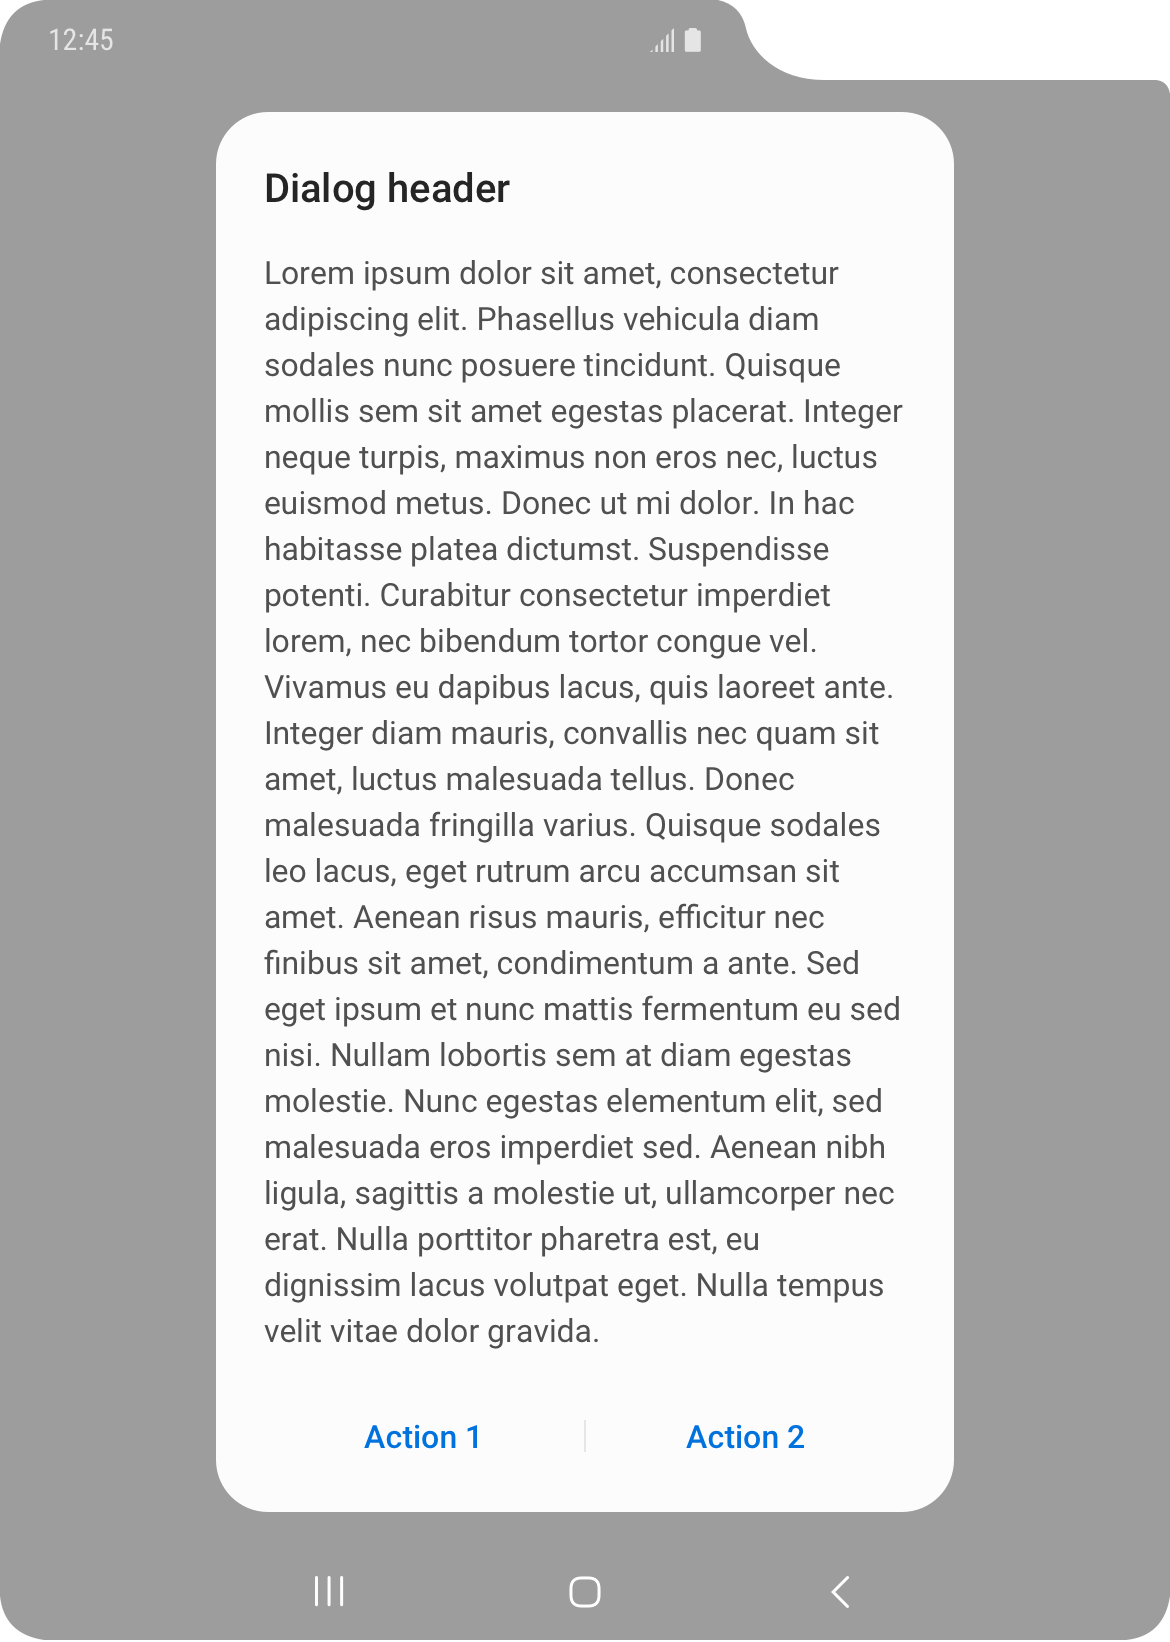 12:45
Dialog header
Lorem ipsum dolor sit amet, consectetur
adipiscing elit. Phasellus vehicula diam
sodales nunc posuere tincidunt. Quisque
mollis sem sit amet egestas placerat. Integer
neque turpis, maximus non eros nec, luctus
euismod metus. Donec ut mi dolor. In hac
habitasse platea dictumst. Suspendisse
potenti. Curabitur consectetur imperdiet
lorem, nec bibendum tortor congue vel.
Vivamus eu dapibus lacus, quis laoreet ante.
Integer diam mauris, convallis nec quam sit
amet, luctus malesuada tellus. Donec
malesuada fringilla varius. Quisque sodales
leo lacus, eget rutrum arcu accumsan sit
amet. Aenean risus mauris, efficitur nec
finibus sit amet, condimentum a ante. Sed
eget ipsum et nunc mattis fermentum eu sed
nisi. Nullam lobortis sem at diam egestas
molestie. Nunc egestas elementum elit, sed
malesuada eros imperdiet sed. Aenean nibh
ligula, sagittis a molestie ut, ullamcorper nec
erat. Nulla porttitor pharetra est, eu
dignissim lacus volutpat eget. Nulla tempus
velit vitae dolor gravida.
Action 1
Action 2